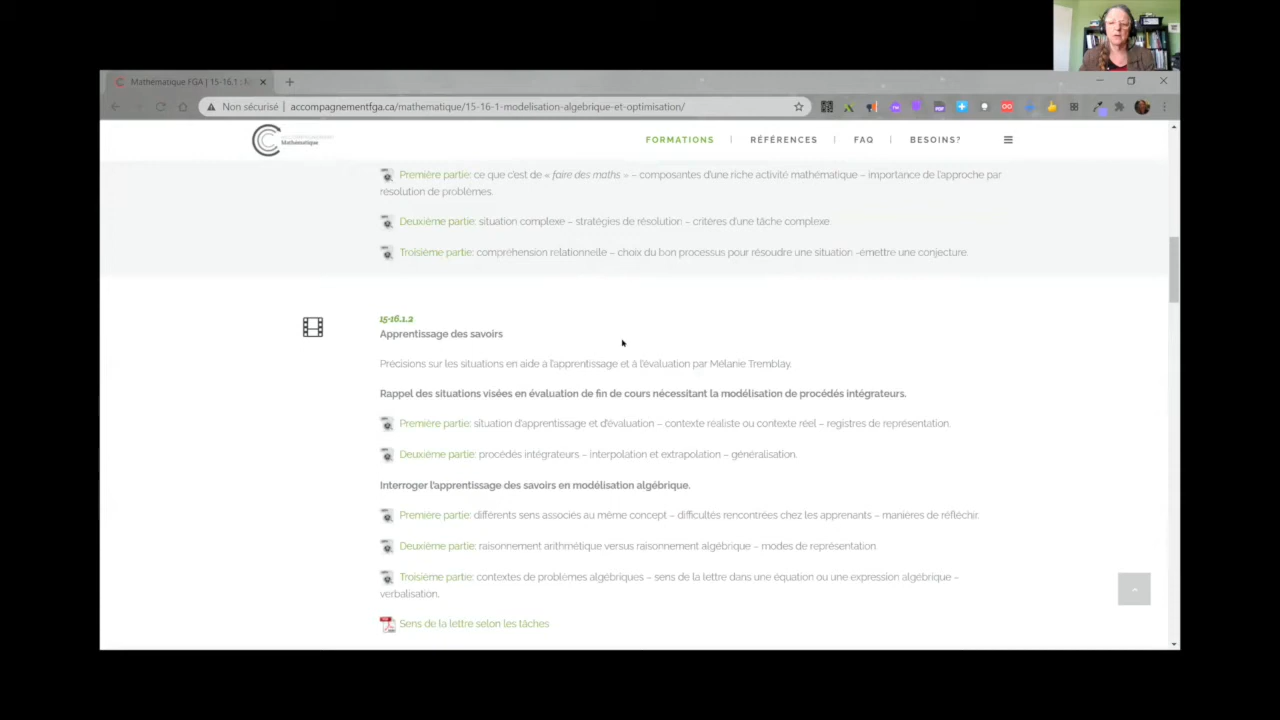 Mathématique FGA | 15-16.1 : M
Non sécurisé | accompagnementfga.ca/mathematique/15-16-1-modelisation-algebrique-et-optimisation/
Mathématique
FORMATIONS | RÉFÉRENCES | FAQ | BESOINS?
Première partie: ce que c'est de « faire des maths » – composantes d'une riche activité mathématique – importance de l'approche par
résolution de problèmes.
Deuxième partie: situation complexe – stratégies de résolution – critères d'une tâche complexe.
Troisième partie: compréhension relationnelle – choix du bon processus pour résoudre une situation -émettre une conjecture.
15-16.1.2
Apprentissage des savoirs
Précisions sur les situations en aide à l'apprentissage et à l'évaluation par Mélanie Tremblay.
Rappel des situations visées en évaluation de fin de cours nécessitant la modélisation de procédés intégrateurs.
Première partie: situation d'apprentissage et d'évaluation – contexte réaliste ou contexte réel – registres de représentation.
Deuxième partie: procédés intégrateurs – interpolation et extrapolation – généralisation.
Interroger l'apprentissage des savoirs en modélisation algébrique.
Première partie: différents sens associés au même concept – difficultés rencontrées chez les apprenants – manières de réfléchir.
Deuxième partie: raisonnement arithmétique versus raisonnement algébrique – modes de représentation
Troisième partie: contextes de problèmes algébriques – sens de la lettre dans une équation ou une expression algébrique –
verbalisation.
Sens de la lettre selon les tâches